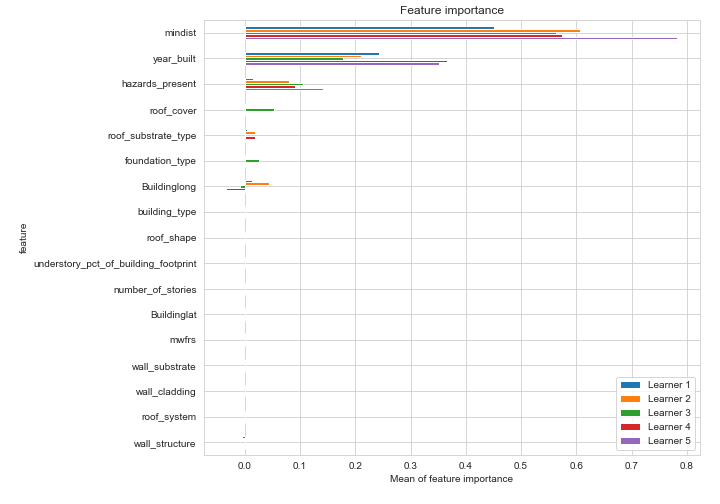 Feature importance
mindist
year_built
hazards_present
roof_cover
roof_substrate_type
foundation_type
Buildinglong
building_type
roof_shape
understory_pct_of_building_footprint
number_of_stories
Buildinglat
mwfrs
wall_substrate
wall_cladding
roof_system
wall_structure
feature
Learner 1
Learner 2
Learner 3
Learner 4
Learner 5
0.0 0.1 0.2 0.3 0.4 0.5 0.6 0.7 0.8
Mean of feature importance